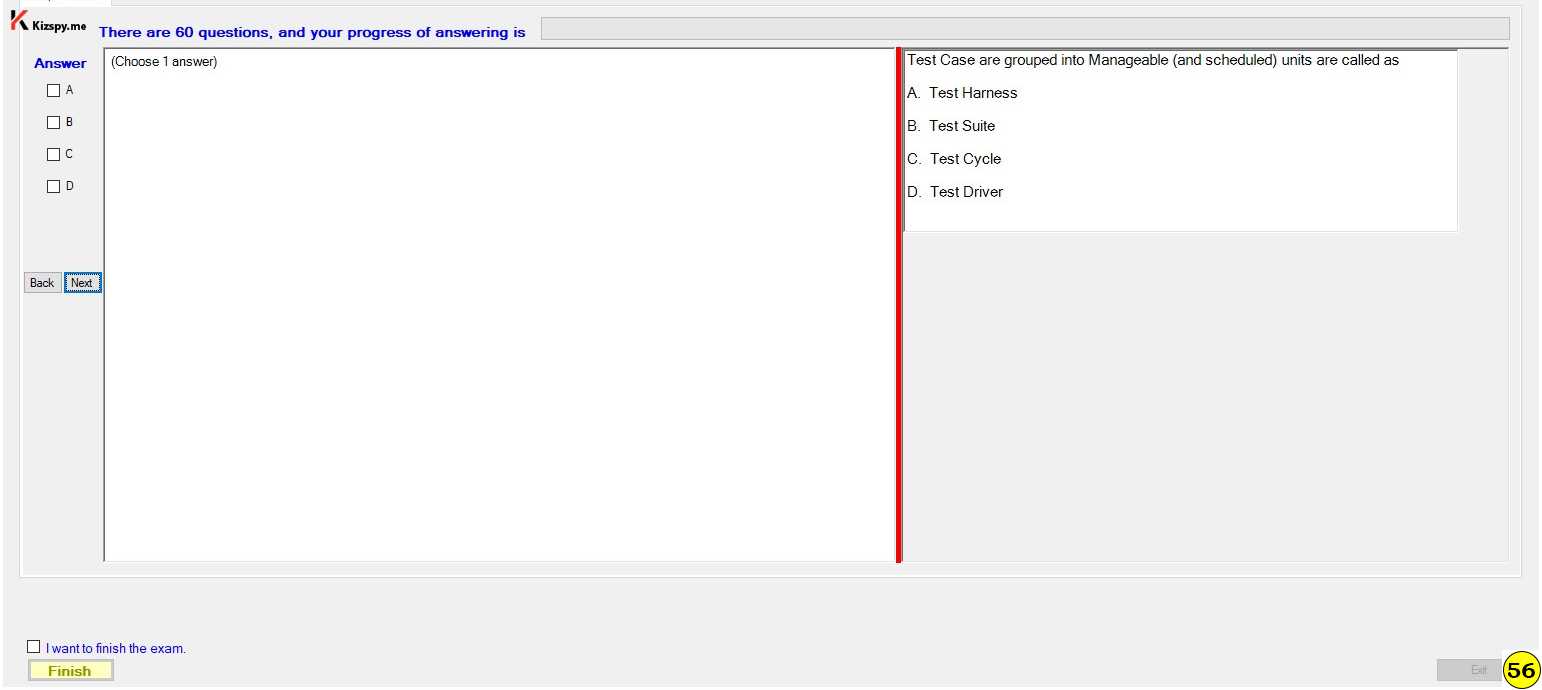 Kizspy.me
There are 60 questions, and your progress of answering is
Answer
(Choose 1 answer)
A
B
C
D
Back
Next
Test Case are grouped into Manageable (and scheduled) units are called as
A. Test Harness
B. Test Suite
C. Test Cycle
D. Test Driver
I want to finish the exam.
Finish
Exit
56